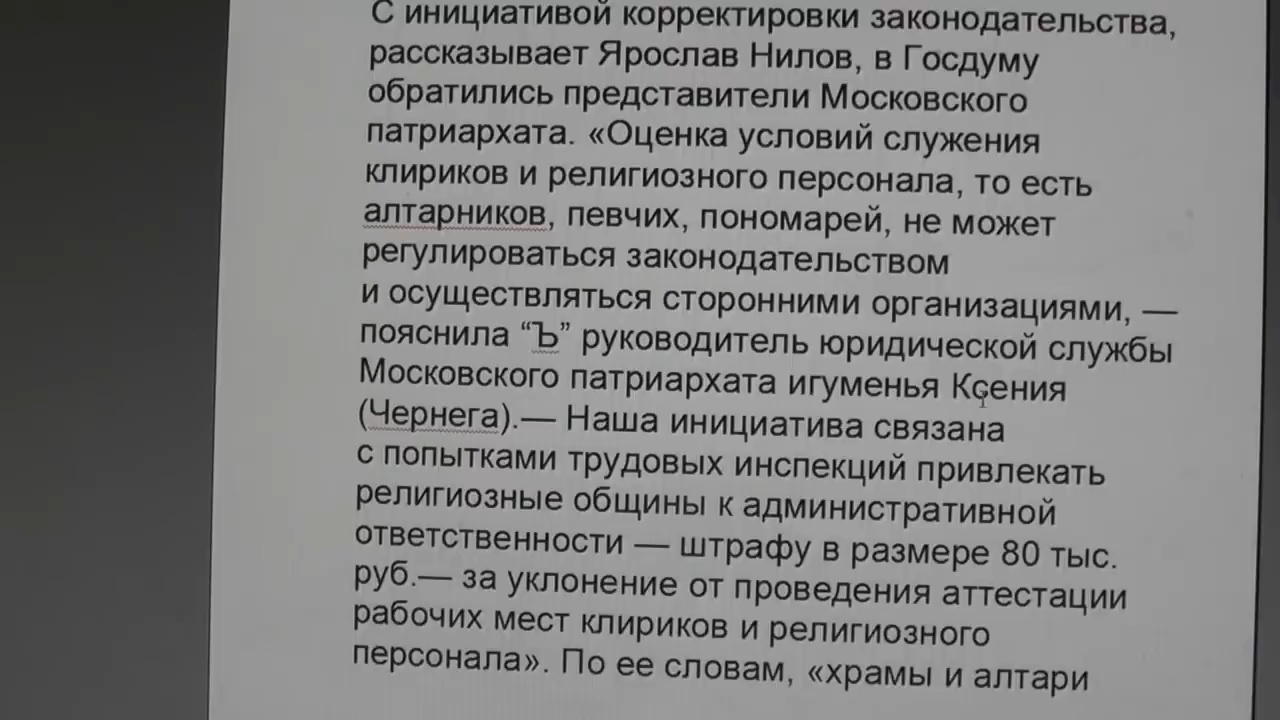 С инициативой корректировки законодательства,
рассказывает Ярослав Нилов, в Госдуму
обратились представители Московского
патриархата. «Оценка условий служения
клириков и религиозного персонала, то есть
алтарников, певчих, пономарей, не может
регулироваться законодательством
и осуществляться сторонними организациями, —
пояснила “Ъ” руководитель юридической службы
Московского патриархата игуменья Ксения
(Чернега).— Наша инициатива связана
с попытками трудовых инспекций привлекать
религиозные общины к административной
ответственности — штрафу в размере 80 тыс.
руб.— за уклонение от проведения аттестации
рабочих мест клириков и религиозного
персонала». По ее словам, «храмы и алтари